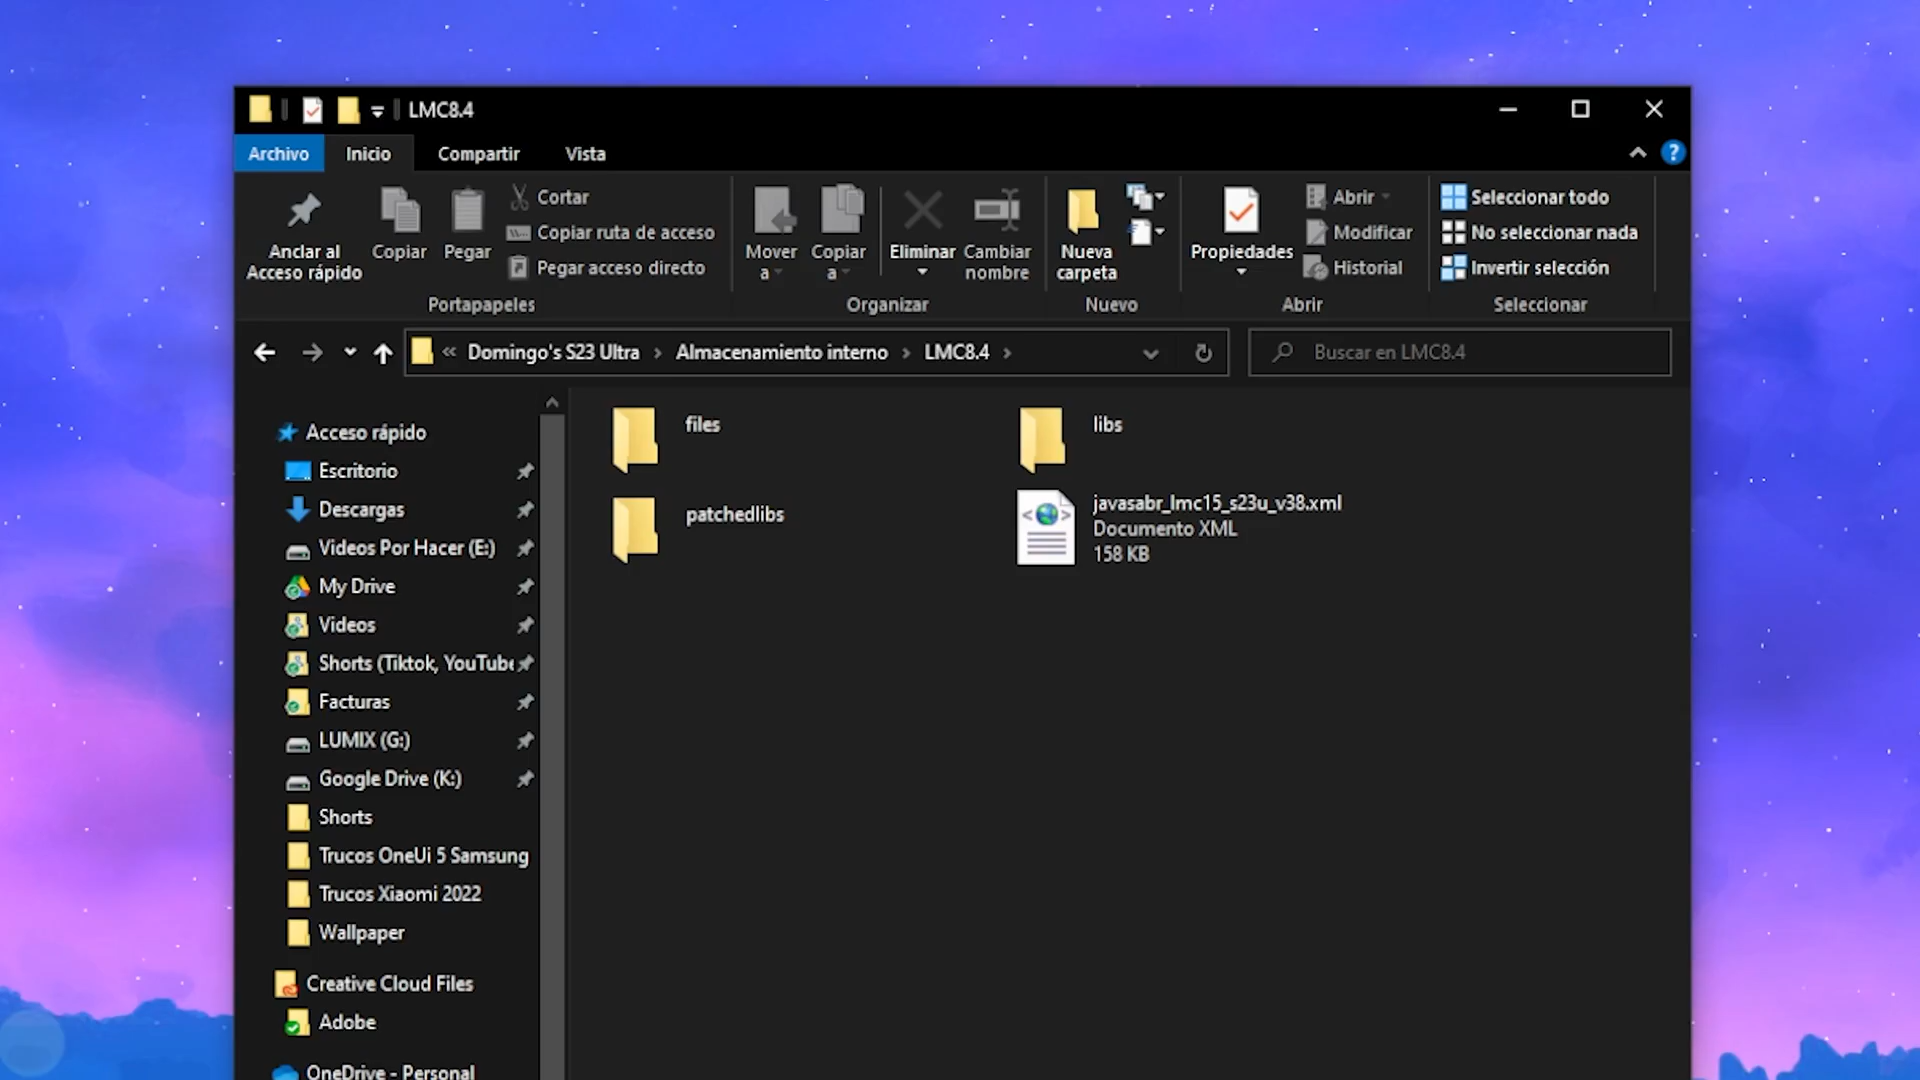 LMC8.4
Archivo
Inicio
Compartir
Vista
?
Anclar al
Acceso rápido
Copiar
Pegar
Cortar
Copiar ruta de acceso
Pegar acceso directo
Portapapeles
Mover
a
Copiar
a
Eliminar
Cambiar
nombre
Organizar
Nueva
carpeta
Nuevo
Propiedades
Abrir
Modificar
Historial
Abrir
Seleccionar todo
No seleccionar nada
Invertir selección
Seleccionar
« Domingo's S23 Ultra › Almacenamiento interno › LMC8.4 ›
Buscar en LMC8.4
Acceso rápido
Escritorio
Descargas
Videos Por Hacer (E:)
My Drive
Videos
Shorts (Tiktok, YouTube
Facturas
LUMIX (G:)
Google Drive (K:)
Shorts
Trucos OneUi 5 Samsung
Trucos Xiaomi 2022
Wallpaper
Creative Cloud Files
Adobe
OneDrive - Personal
files
libs
patchedlibs
javasabr_lmc15_s23u_v38.xml
Documento XML
158 KB